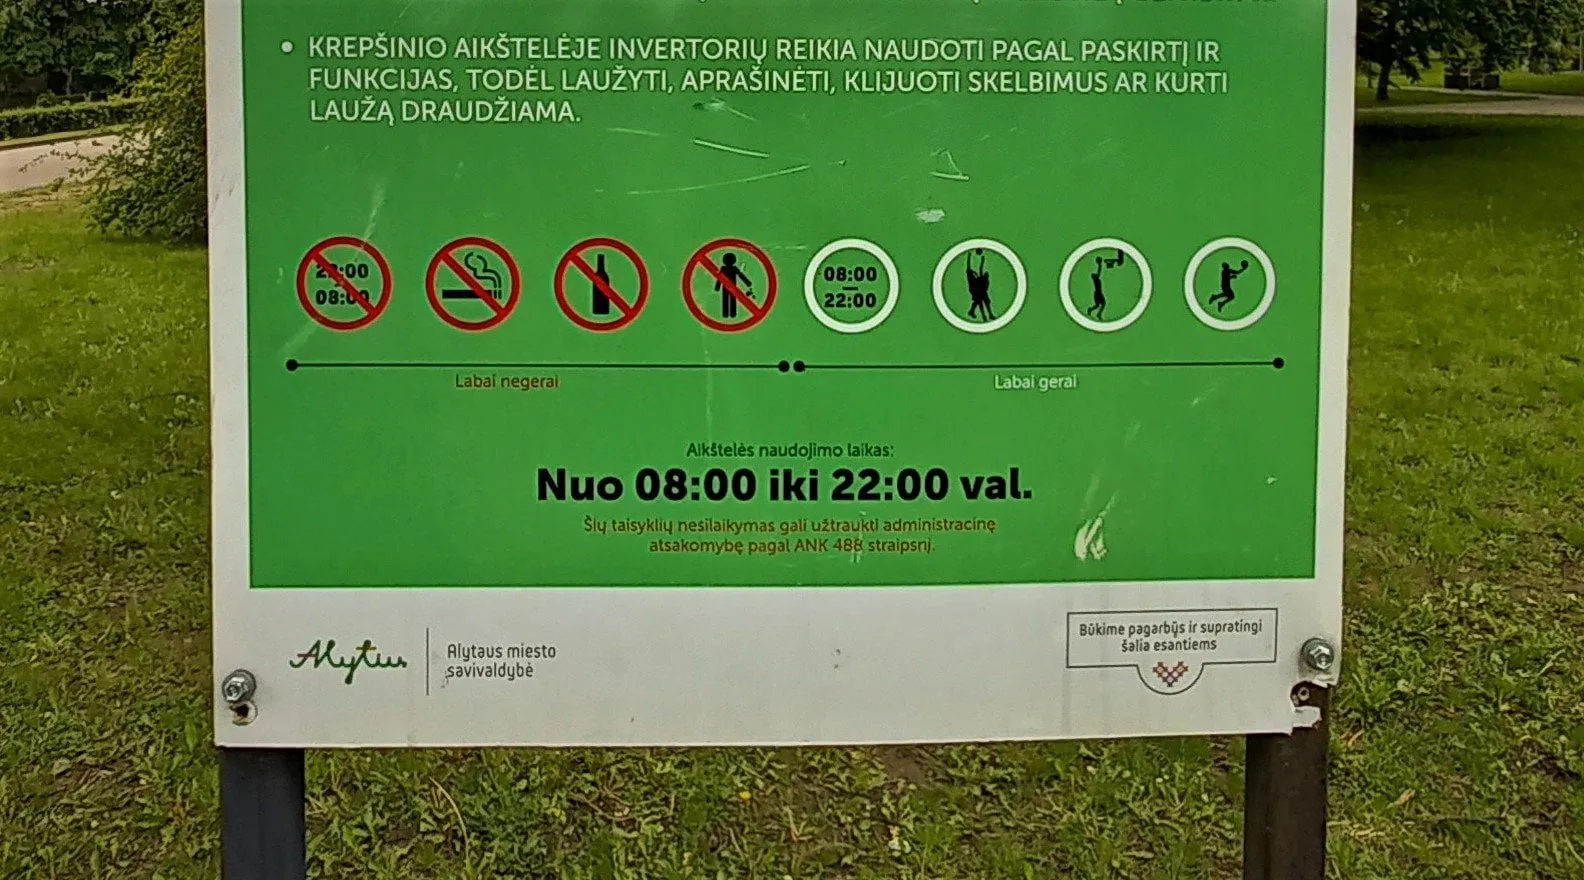 • KREPŠINIO AIKŠTELĖJE INVERTORIŲ REIKIA NAUDOTI PAGAL PASKIRTĮ IR
FUNKCIJAS, TODĖL LAUŽYTI, APRAŠINĖTI, KLIJUOTI SKELBIMUS AR KURTI
LAUŽĄ DRAUDŽIAMA.
22:00
08:00
08:00
22:00
Labai negerai
Labai gerai
Aikštelės naudojimo laikas:
Nuo 08:00 iki 22:00 val.
Šių taisyklių nesilaikymas gali užtraukti administracinę
atsakomybę pagal ANK 488 straipsnį.
Alytus
Alytaus miesto
savivaldybė
Būkime pagarbūs ir supratingi
šalia esantiems